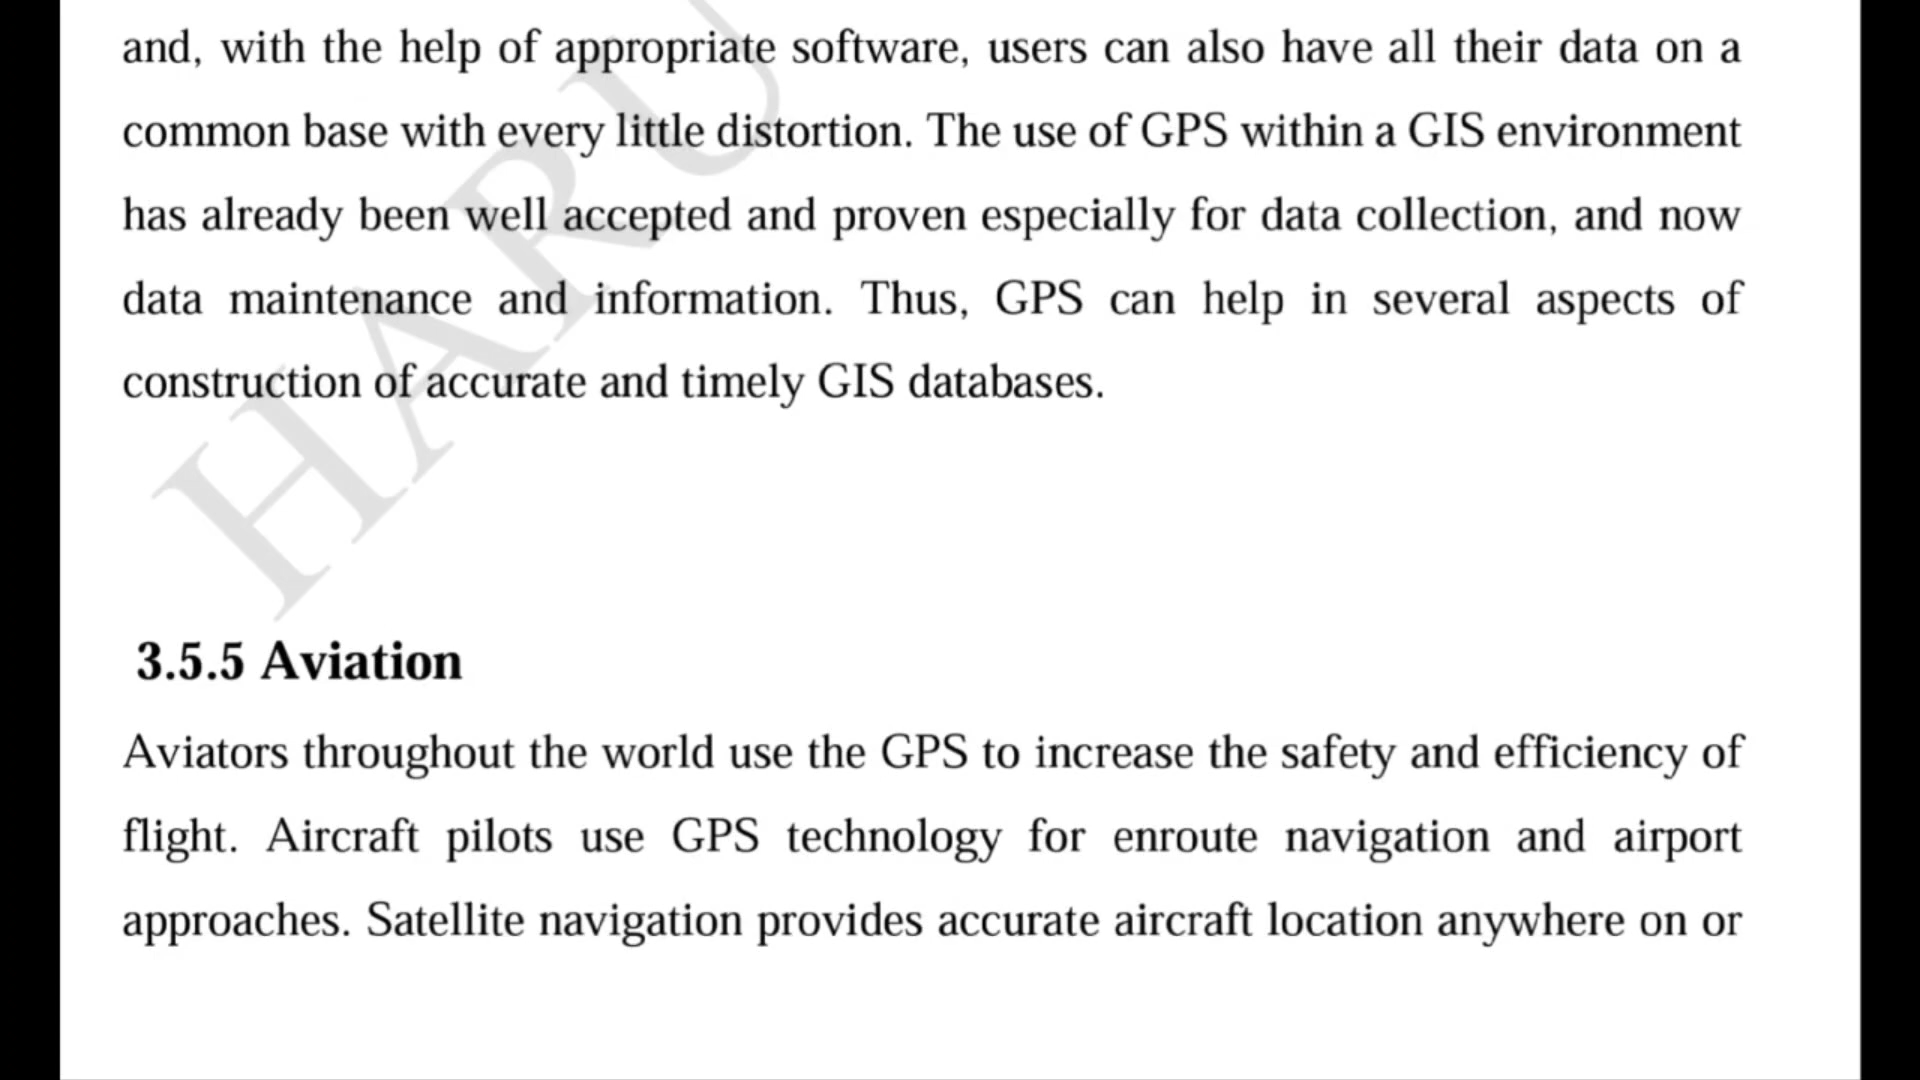 and, with the help of appropriate software, users can also have all their data on a
common base with every little distortion. The use of GPS within a GIS environment
has already been well accepted and proven especially for data collection, and now
data maintenance and information. Thus, GPS can help in several aspects of
construction of accurate and timely GIS databases.
HARU
3.5.5 Aviation
Aviators throughout the world use the GPS to increase the safety and efficiency of
flight. Aircraft pilots use GPS technology for enroute navigation and airport
approaches. Satellite navigation provides accurate aircraft location anywhere on or